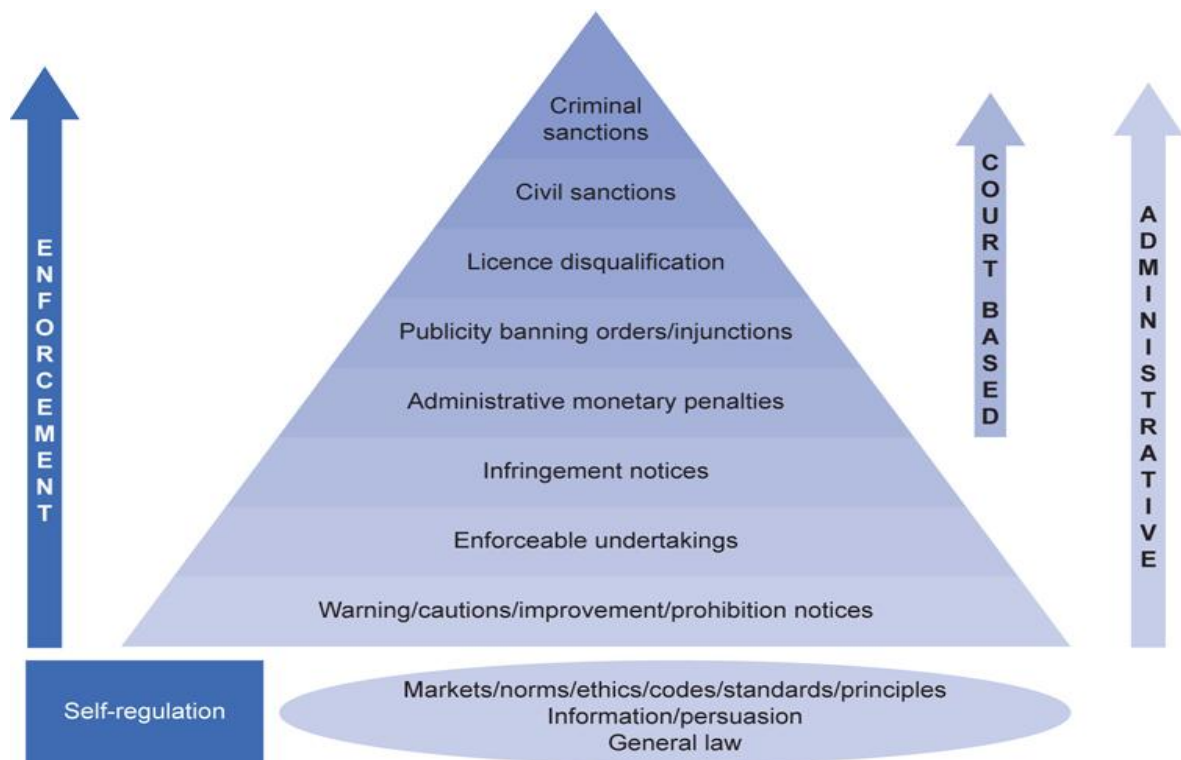 Criminal
sanctions
Civil sanctions
Licence disqualification
Publicity banning orders/injunctions
Administrative monetary penalties
Infringement notices
Enforceable undertakings
Warning/cautions/improvement/prohibition notices
ENFORCEMENT
COURT BASED
ADMINISTRATIVE
Self-regulation
Markets/norms/ethics/codes/standards/principles
Information/persuasion
General law